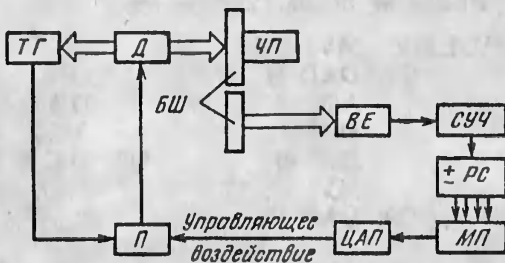 ТГ
Д
ЧП
БШ
ВЕ
СУЧ
± РС
П
Управляющее
воздействие
ЦАП
МП